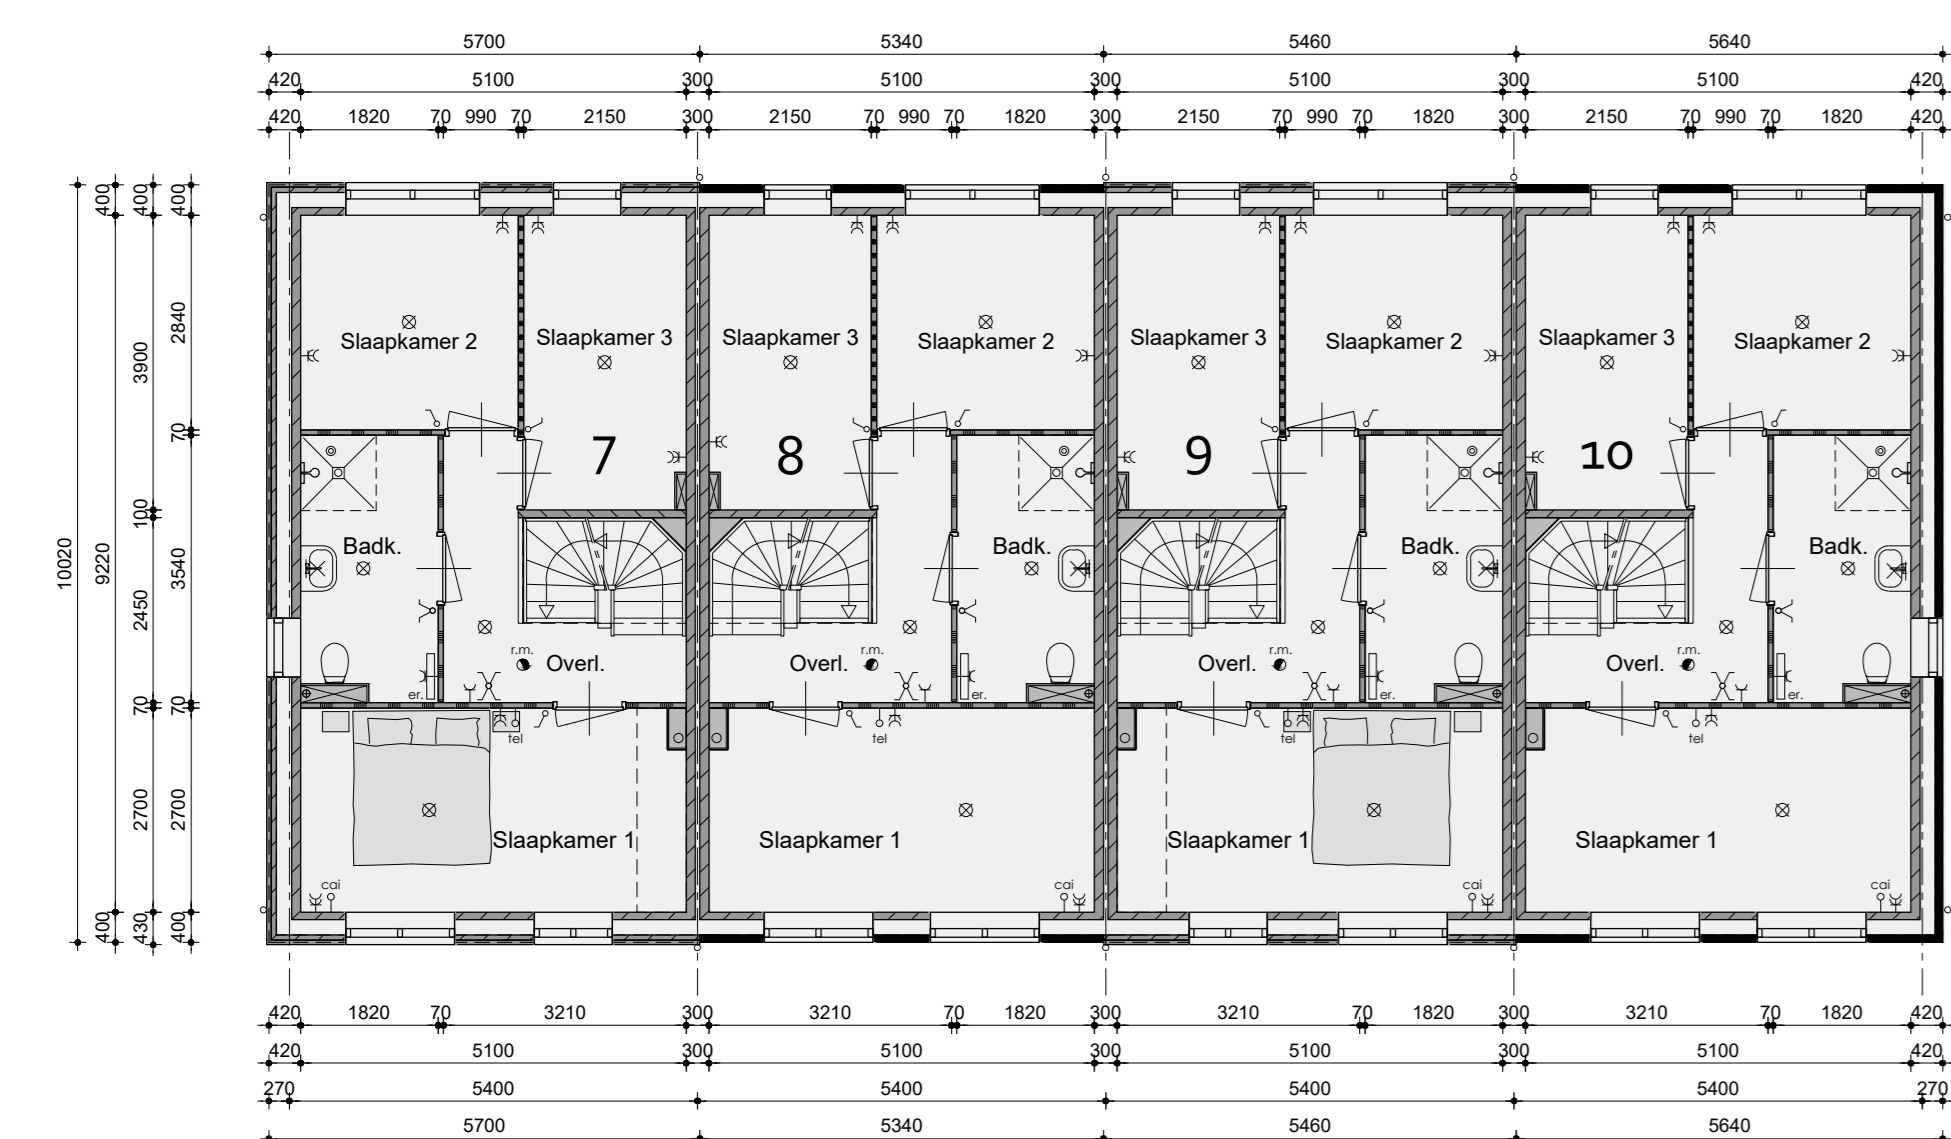 5700 5340 5460 5640
420 5100 300 5100 300 5100 300 5100 420
420 1820 70 990 70 2150 300 2150 70 990 70 1820 300 2150 70 990 70 1820 300 2150 70 990 70 1820 420
10020
400 9220 400
400 3900 100 2450 70 2700 430
400 2840 70 3540 70 2700 400
Slaapkamer 2 Slaapkamer 3 Slaapkamer 3 Slaapkamer 2 Slaapkamer 3 Slaapkamer 2 Slaapkamer 3 Slaapkamer 2
7 8 9 10
Badk. Badk. Badk. Badk.
r.m. r.m. r.m. r.m.
Overl. Overl. Overl. Overl.
er. er. er. er.
tel tel tel tel
Slaapkamer 1 Slaapkamer 1 Slaapkamer 1 Slaapkamer 1
cai cai cai cai
420 1820 70 3210 300 3210 70 1820 300 3210 70 1820 300 3210 70 1820 420
420 5100 300 5100 300 5100 300 5100 420
270 5400 5400 5400 5400 270
5700 5340 5460 5640